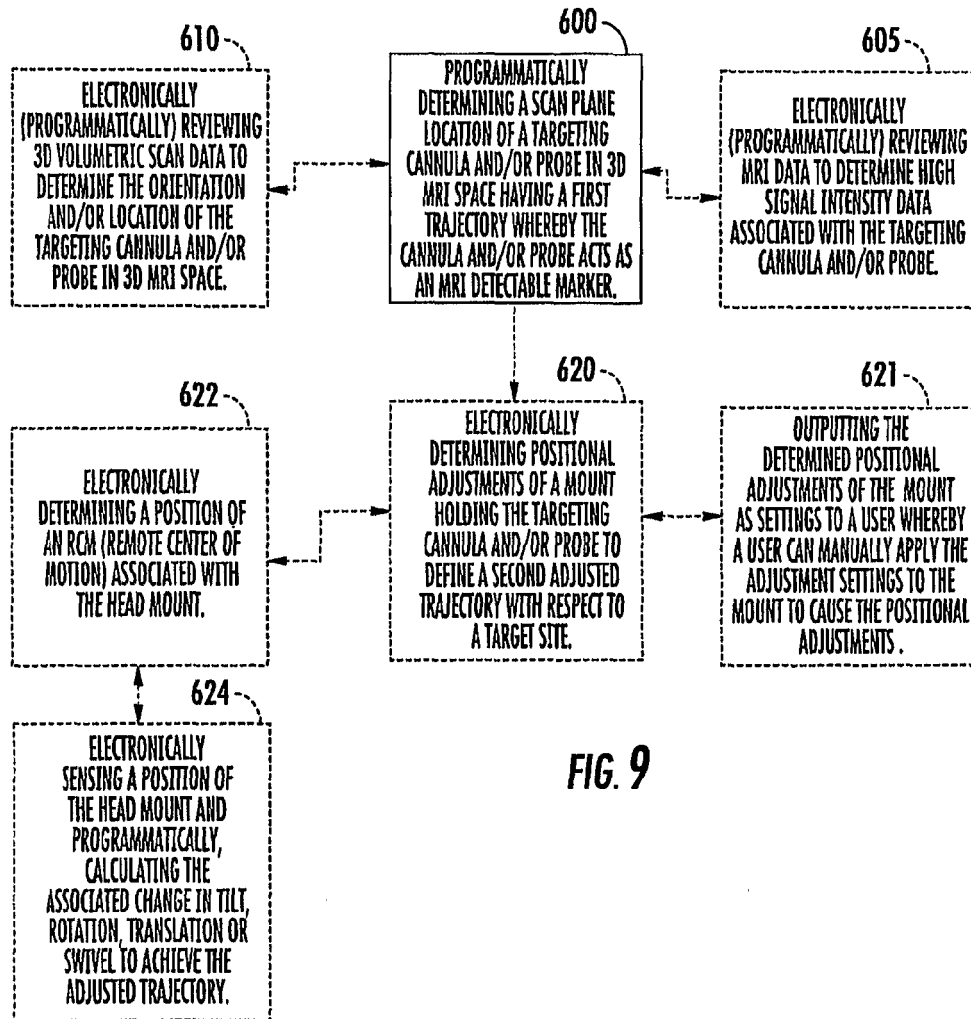 610
ELECTRONICALLY
(PROGRAMMATICALLY) REVIEWING
3D VOLUMETRIC SCAN DATA TO
DETERMINE THE ORIENTATION
AND/OR LOCATION OF THE
TARGETING CANNULA AND/OR
PROBE IN 3D MRI SPACE.
600
PROGRAMMATICALLY
DETERMINING A SCAN PLANE
LOCATION OF A TARGETING
CANNULA AND/OR PROBE IN 3D
MRI SPACE HAVING A FIRST
TRAJECTORY WHEREBY THE
CANNULA AND/OR PROBE ACTS AS
AN MRI DETECTABLE MARKER.
605
ELECTRONICALLY
(PROGRAMMATICALLY) REVIEWING
MRI DATA TO DETERMINE HIGH
SIGNAL INTENSITY DATA
ASSOCIATED WITH THE TARGETING
CANNULA AND/OR PROBE.
622
ELECTRONICALLY
DETERMINING A POSITION OF
AN RCM (REMOTE CENTER OF
MOTION) ASSOCIATED WITH
THE HEAD MOUNT.
620
ELECTRONICALLY
DETERMINING POSITIONAL
ADJUSTMENTS OF A MOUNT
HOLDING THE TARGETING
CANNULA AND/OR PROBE TO
DEFINE A SECOND ADJUSTED
TRAJECTORY WITH RESPECT TO
A TARGET SITE.
621
OUTPUTTING THE
DETERMINED POSITIONAL
ADJUSTMENTS OF THE MOUNT
AS SETTINGS TO A USER WHEREBY
A USER CAN MANUALLY APPLY THE
ADJUSTMENT SETTINGS TO THE
MOUNT TO CAUSE THE POSITIONAL
ADJUSTMENTS .
624
ELECTRONICALLY
SENSING A POSITION OF
THE HEAD MOUNT AND
PROGRAMMATICALLY,
CALCULATING THE
ASSOCIATED CHANGE IN TILT,
ROTATION, TRANSLATION OR
SWIVEL TO ACHIEVE THE
ADJUSTED TRAJECTORY.
FIG. 9